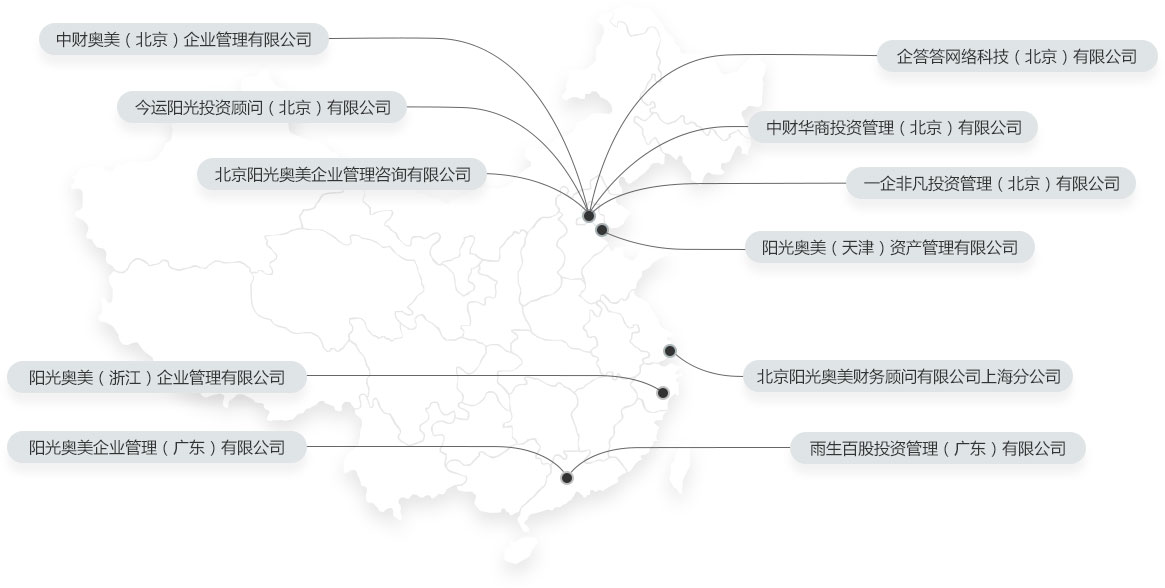 中财奥美（北京）企业管理有限公司
企答答网络科技（北京）有限公司
今运阳光投资顾问（北京）有限公司
中财华商投资管理（北京）有限公司
北京阳光奥美企业管理咨询有限公司
一企非凡投资管理（北京）有限公司
阳光奥美（天津）资产管理有限公司
阳光奥美（浙江）企业管理有限公司
北京阳光奥美财务顾问有限公司上海分公司
阳光奥美企业管理（广东）有限公司
雨生百股投资管理（广东）有限公司